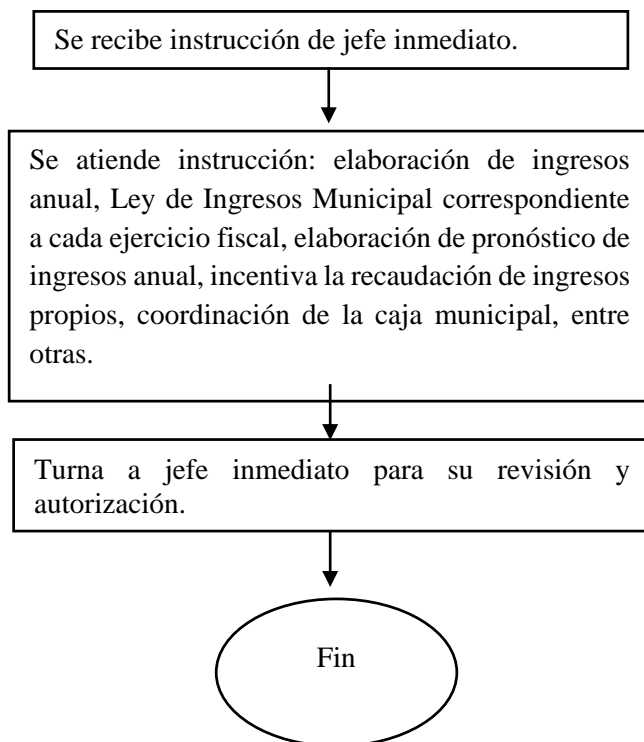 Se recibe instrucción de jefe inmediato.
Se atiende instrucción: elaboración de ingresos
anual, Ley de Ingresos Municipal correspondiente
a cada ejercicio fiscal, elaboración de pronóstico de
ingresos anual, incentiva la recaudación de ingresos
propios, coordinación de la caja municipal, entre
otras.
Turna a jefe inmediato para su revisión y
autorización.
Fin